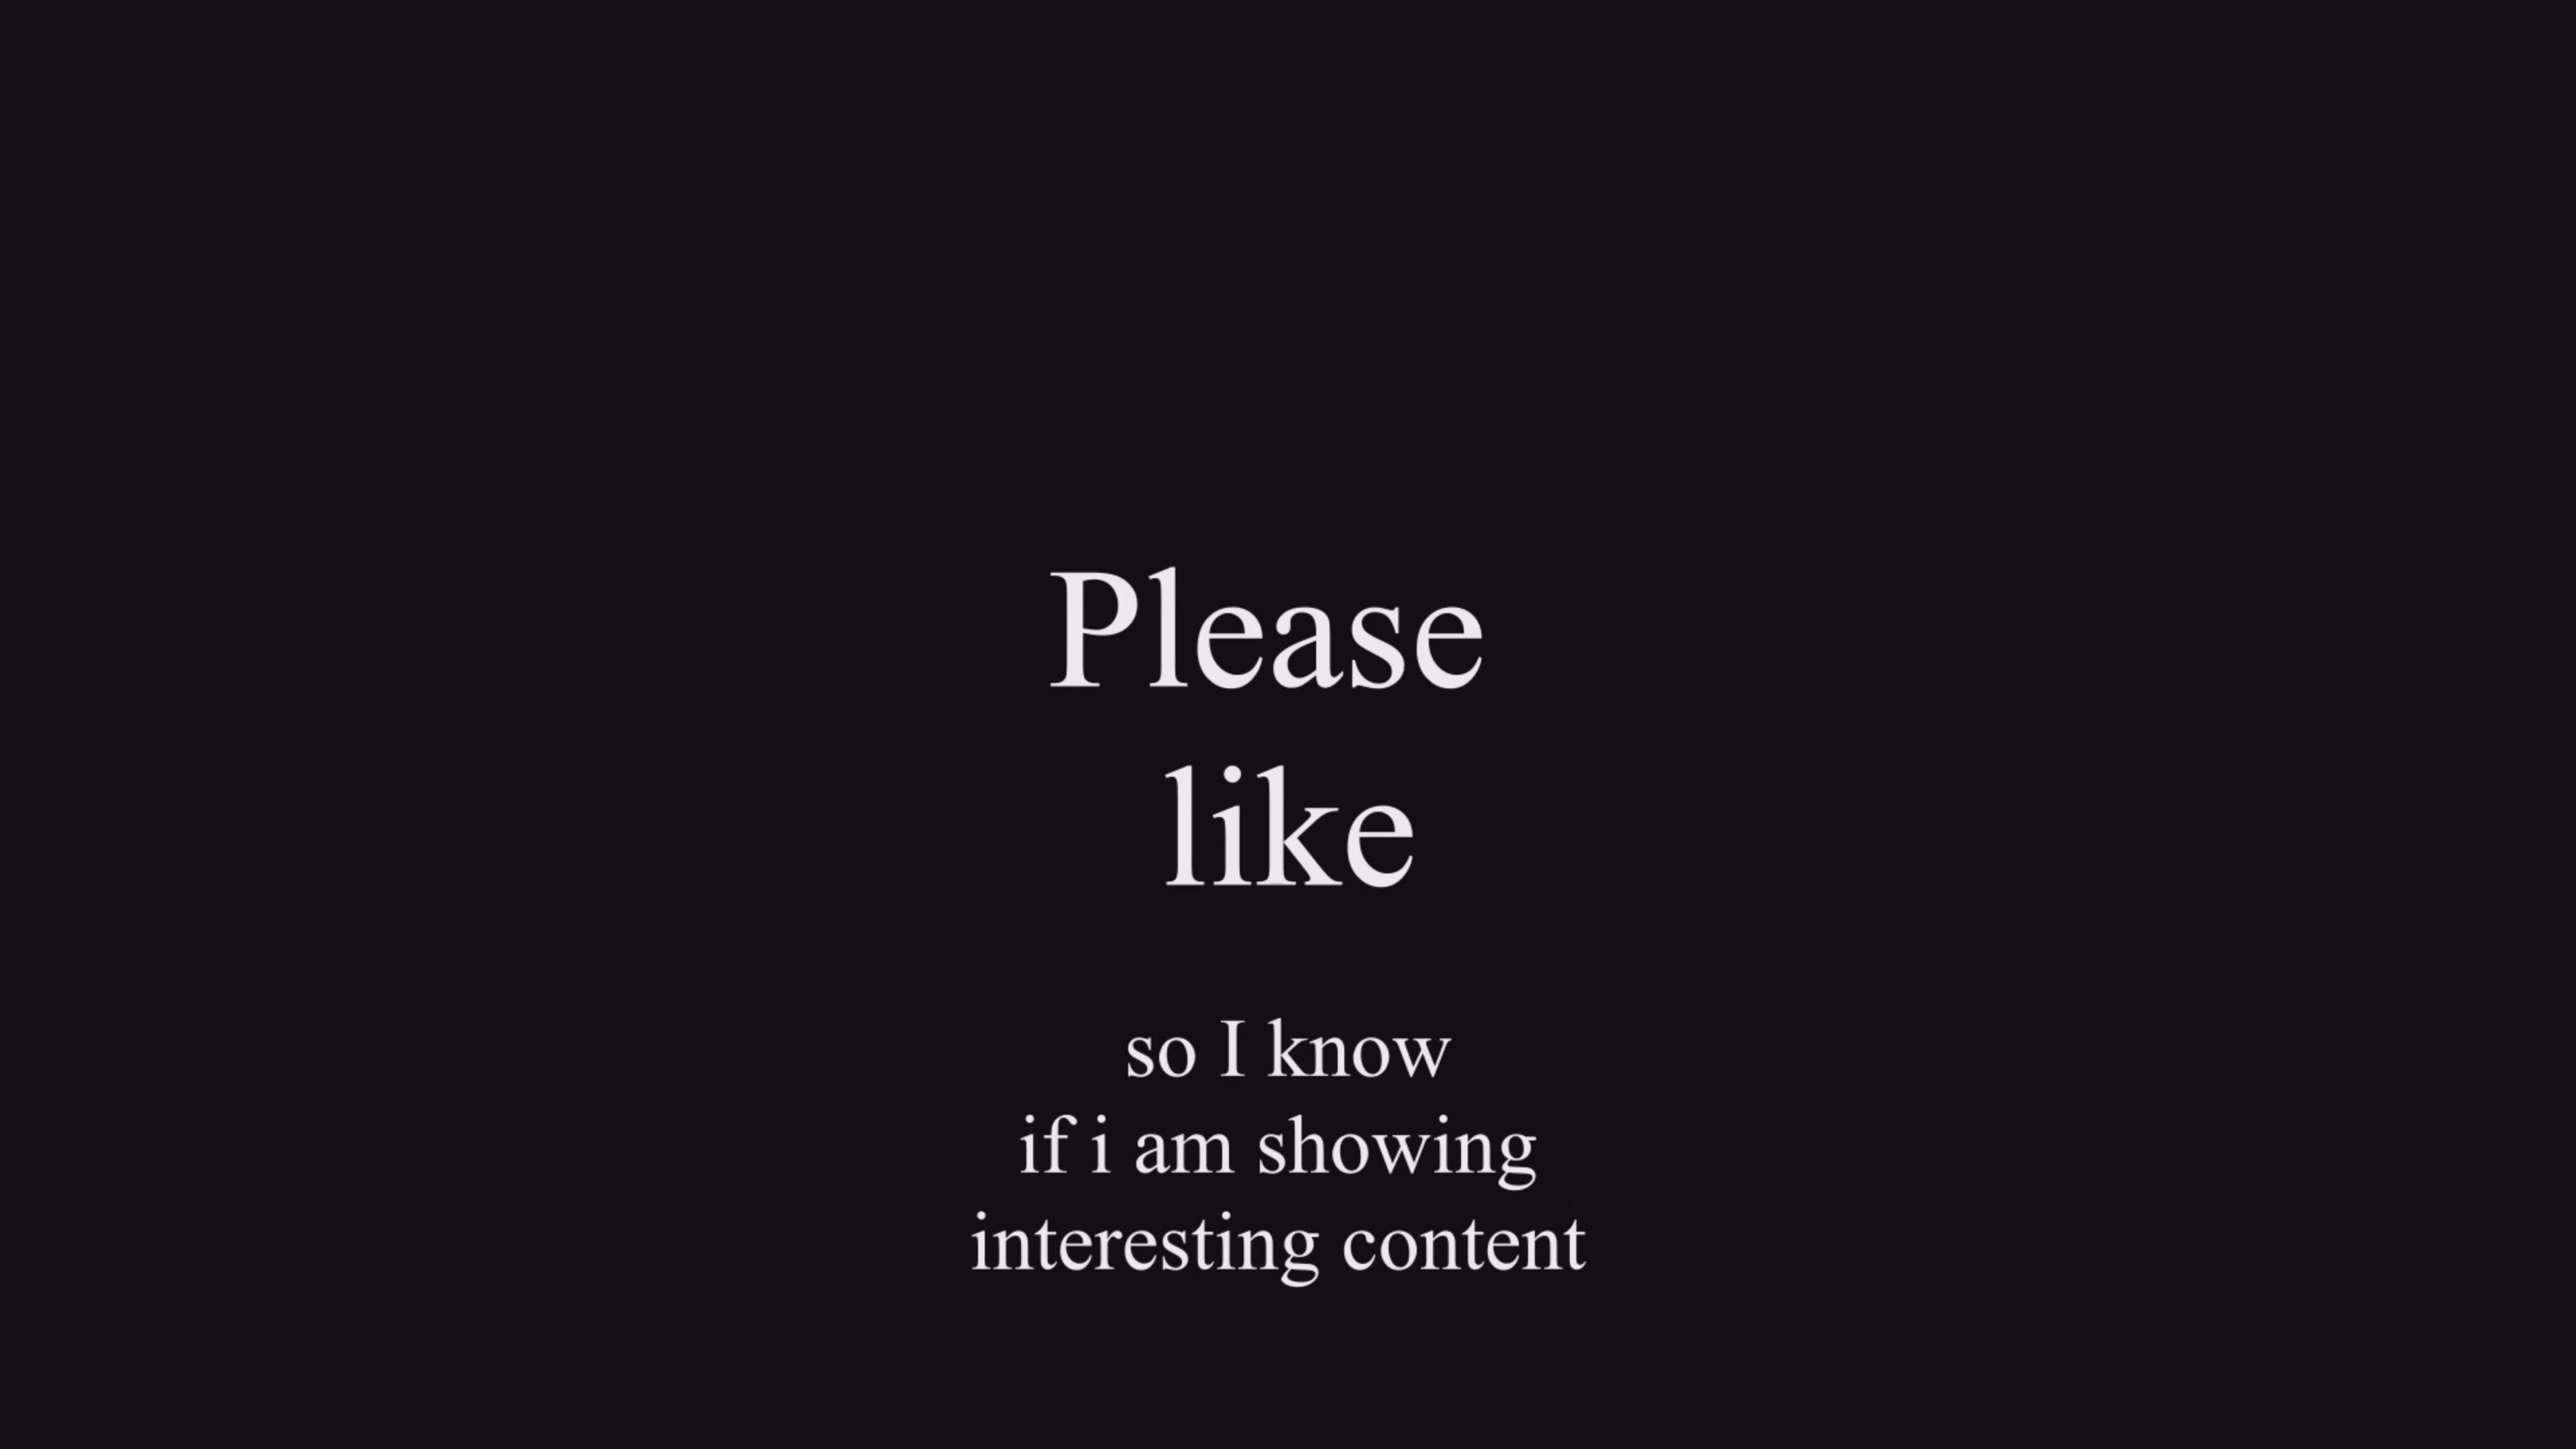 Please
like
so I know
if i am showing
interesting content